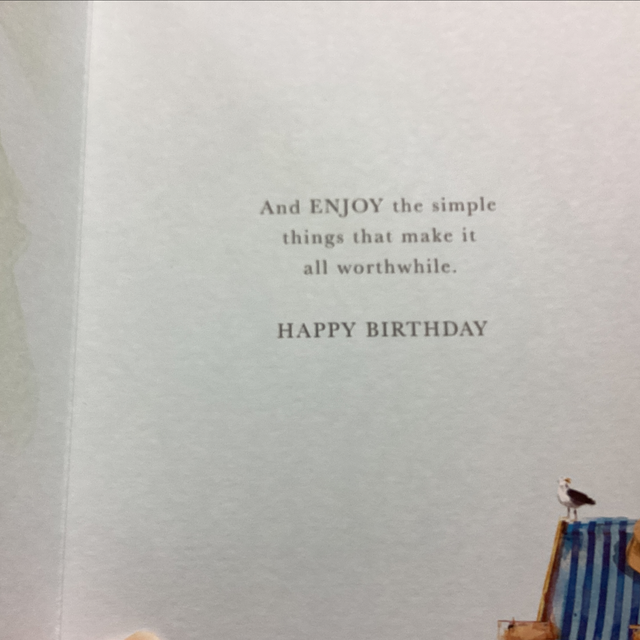 And ENJOY the simple
things that make it
all worthwhile.
HAPPY BIRTHDAY